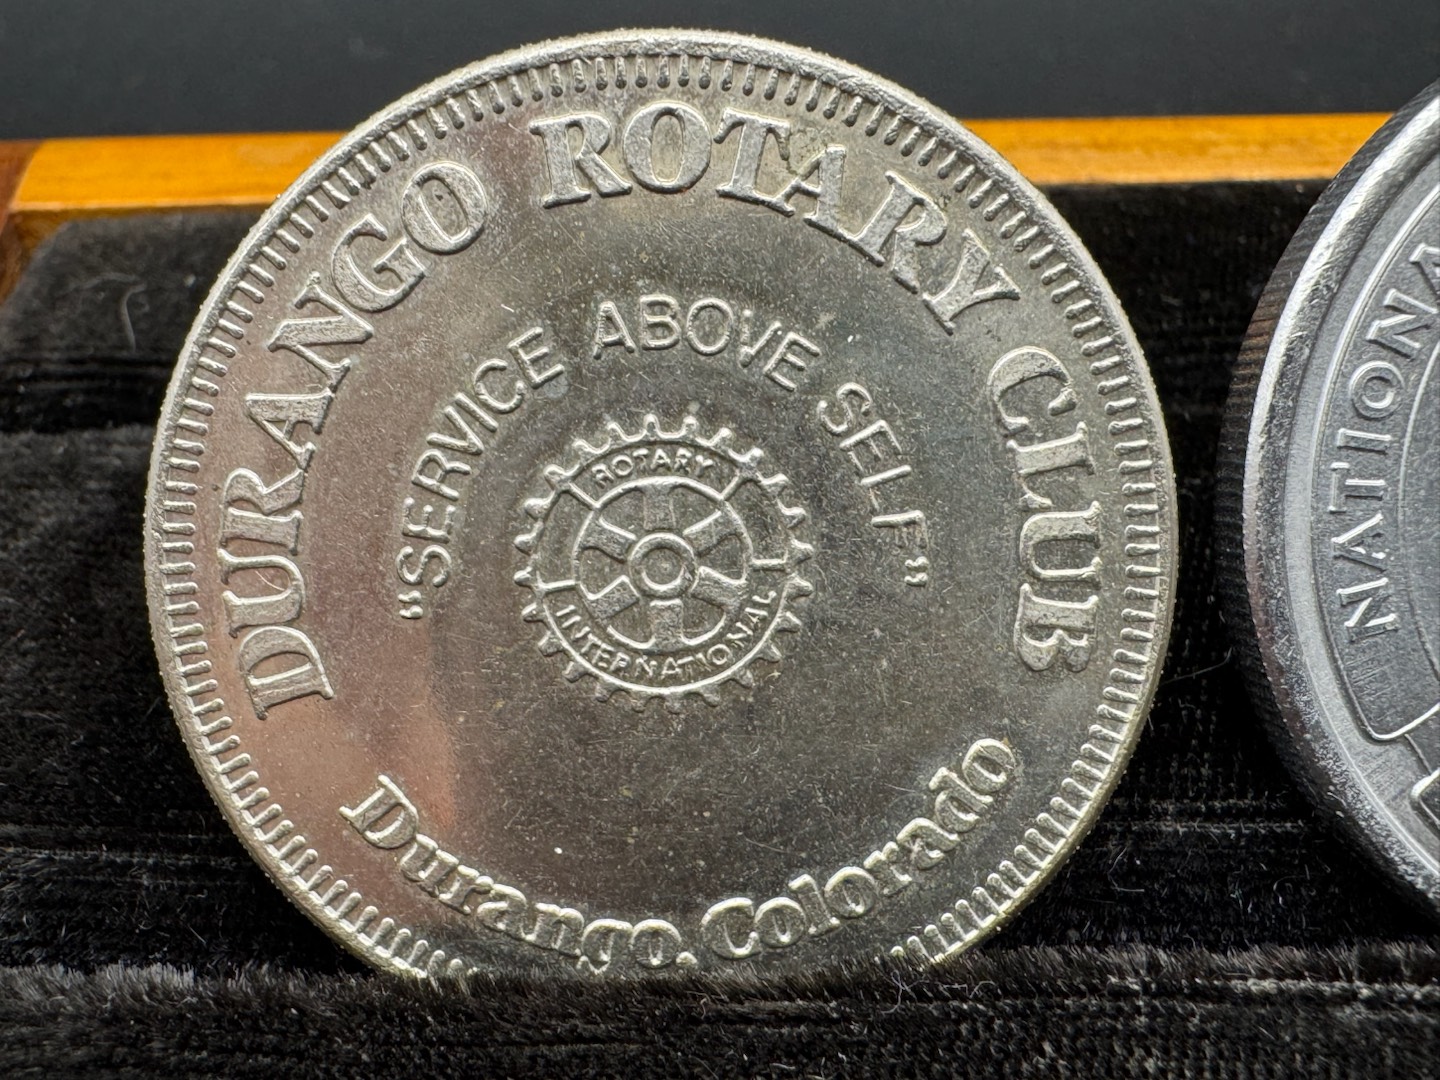 DURANGO ROTARY CLUB
"SERVICE ABOVE SELF"
ROTARY
INTERNATIONAL
Durango, Colorado
NATIONA